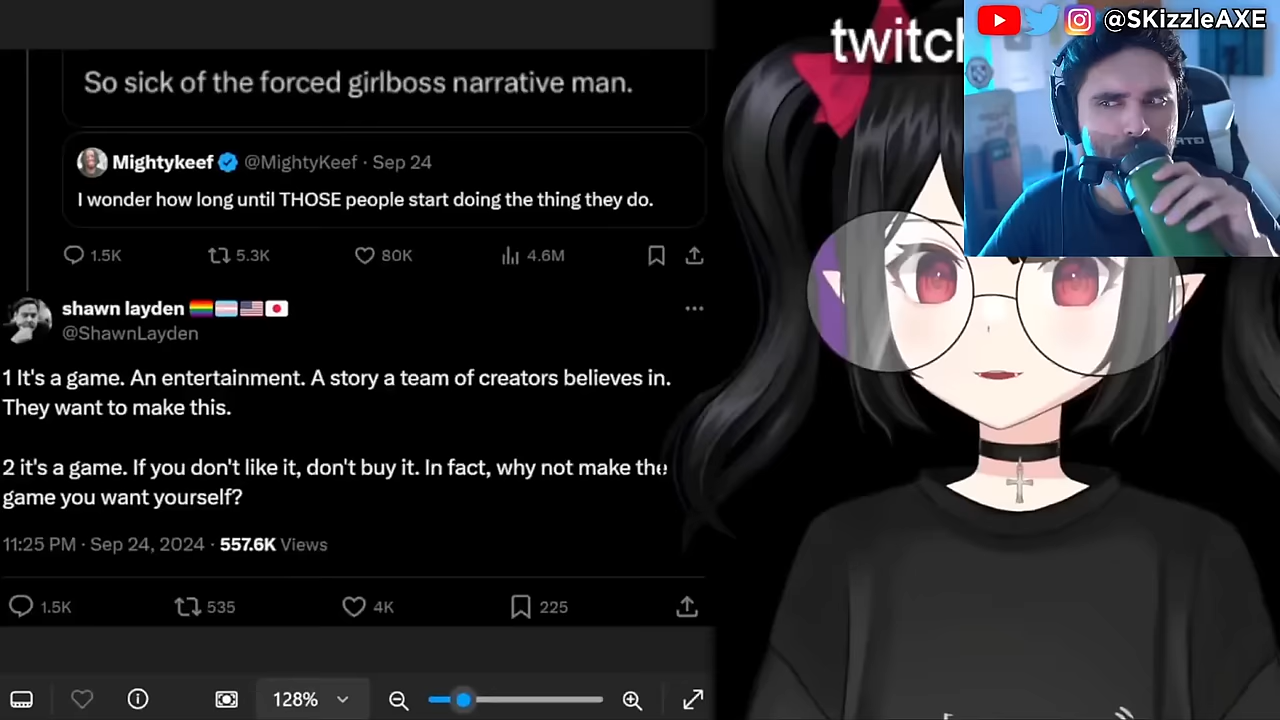 twitch
@SKizzleAXE
So sick of the forced girlboss narrative man.
Mightykeef @MightyKeef · Sep 24
I wonder how long until THOSE people start doing the thing they do.
1.5K 5.3K 80K 4.6M
shawn layden
@ShawnLayden
1 It's a game. An entertainment. A story a team of creators believes in.
They want to make this.
2 it's a game. If you don't like it, don't buy it. In fact, why not make the
game you want yourself?
11:25 PM · Sep 24, 2024 · 557.6K Views
1.5K 535 4K 225
128%